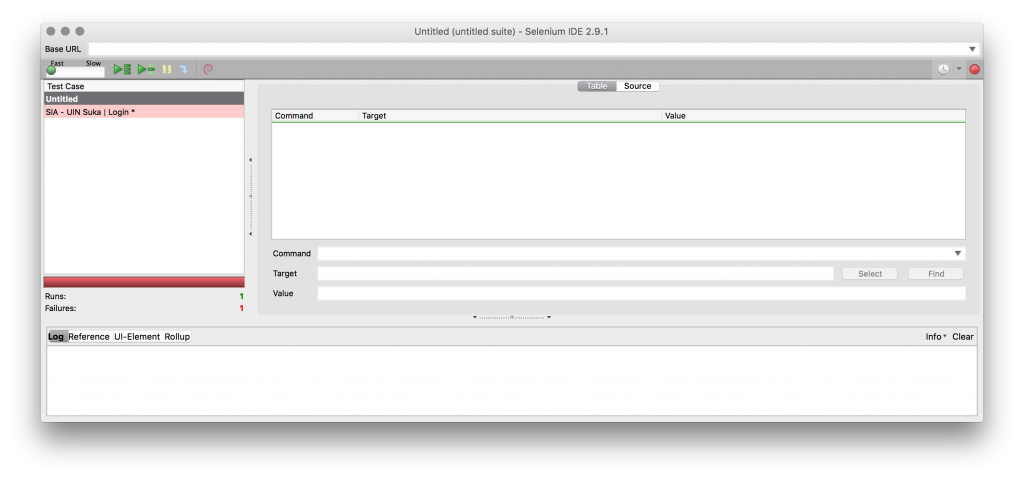 Untitled (untitled suite) - Selenium IDE 2.9.1
Base URL
Fast Slow
Test Case
Untitled
SIA - UIN Suka | Login *
Runs: 1
Failures: 1
Table Source
Command Target Value
Command
Target Select Find
Value
Log Reference UI-Element Rollup Info Clear